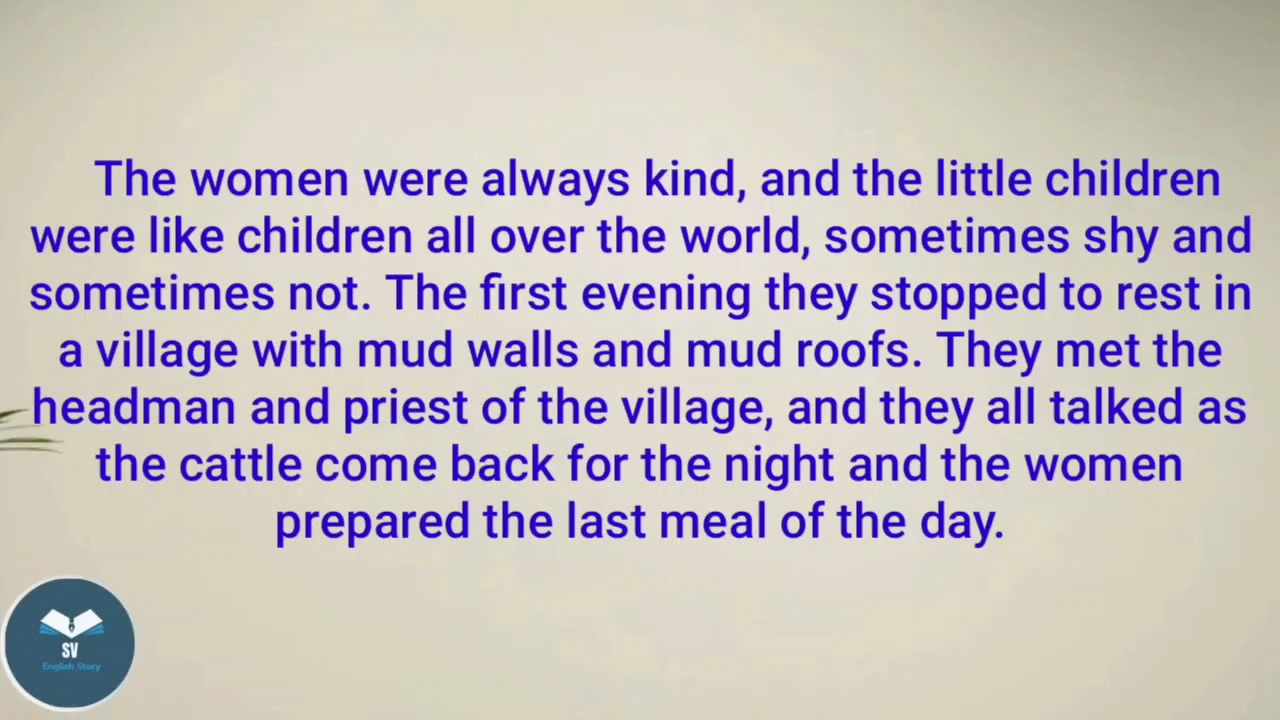 The women were always kind, and the little children
were like children all over the world, sometimes shy and
sometimes not. The first evening they stopped to rest in
a village with mud walls and mud roofs. They met the
headman and priest of the village, and they all talked as
the cattle come back for the night and the women
prepared the last meal of the day.
SV
English Story